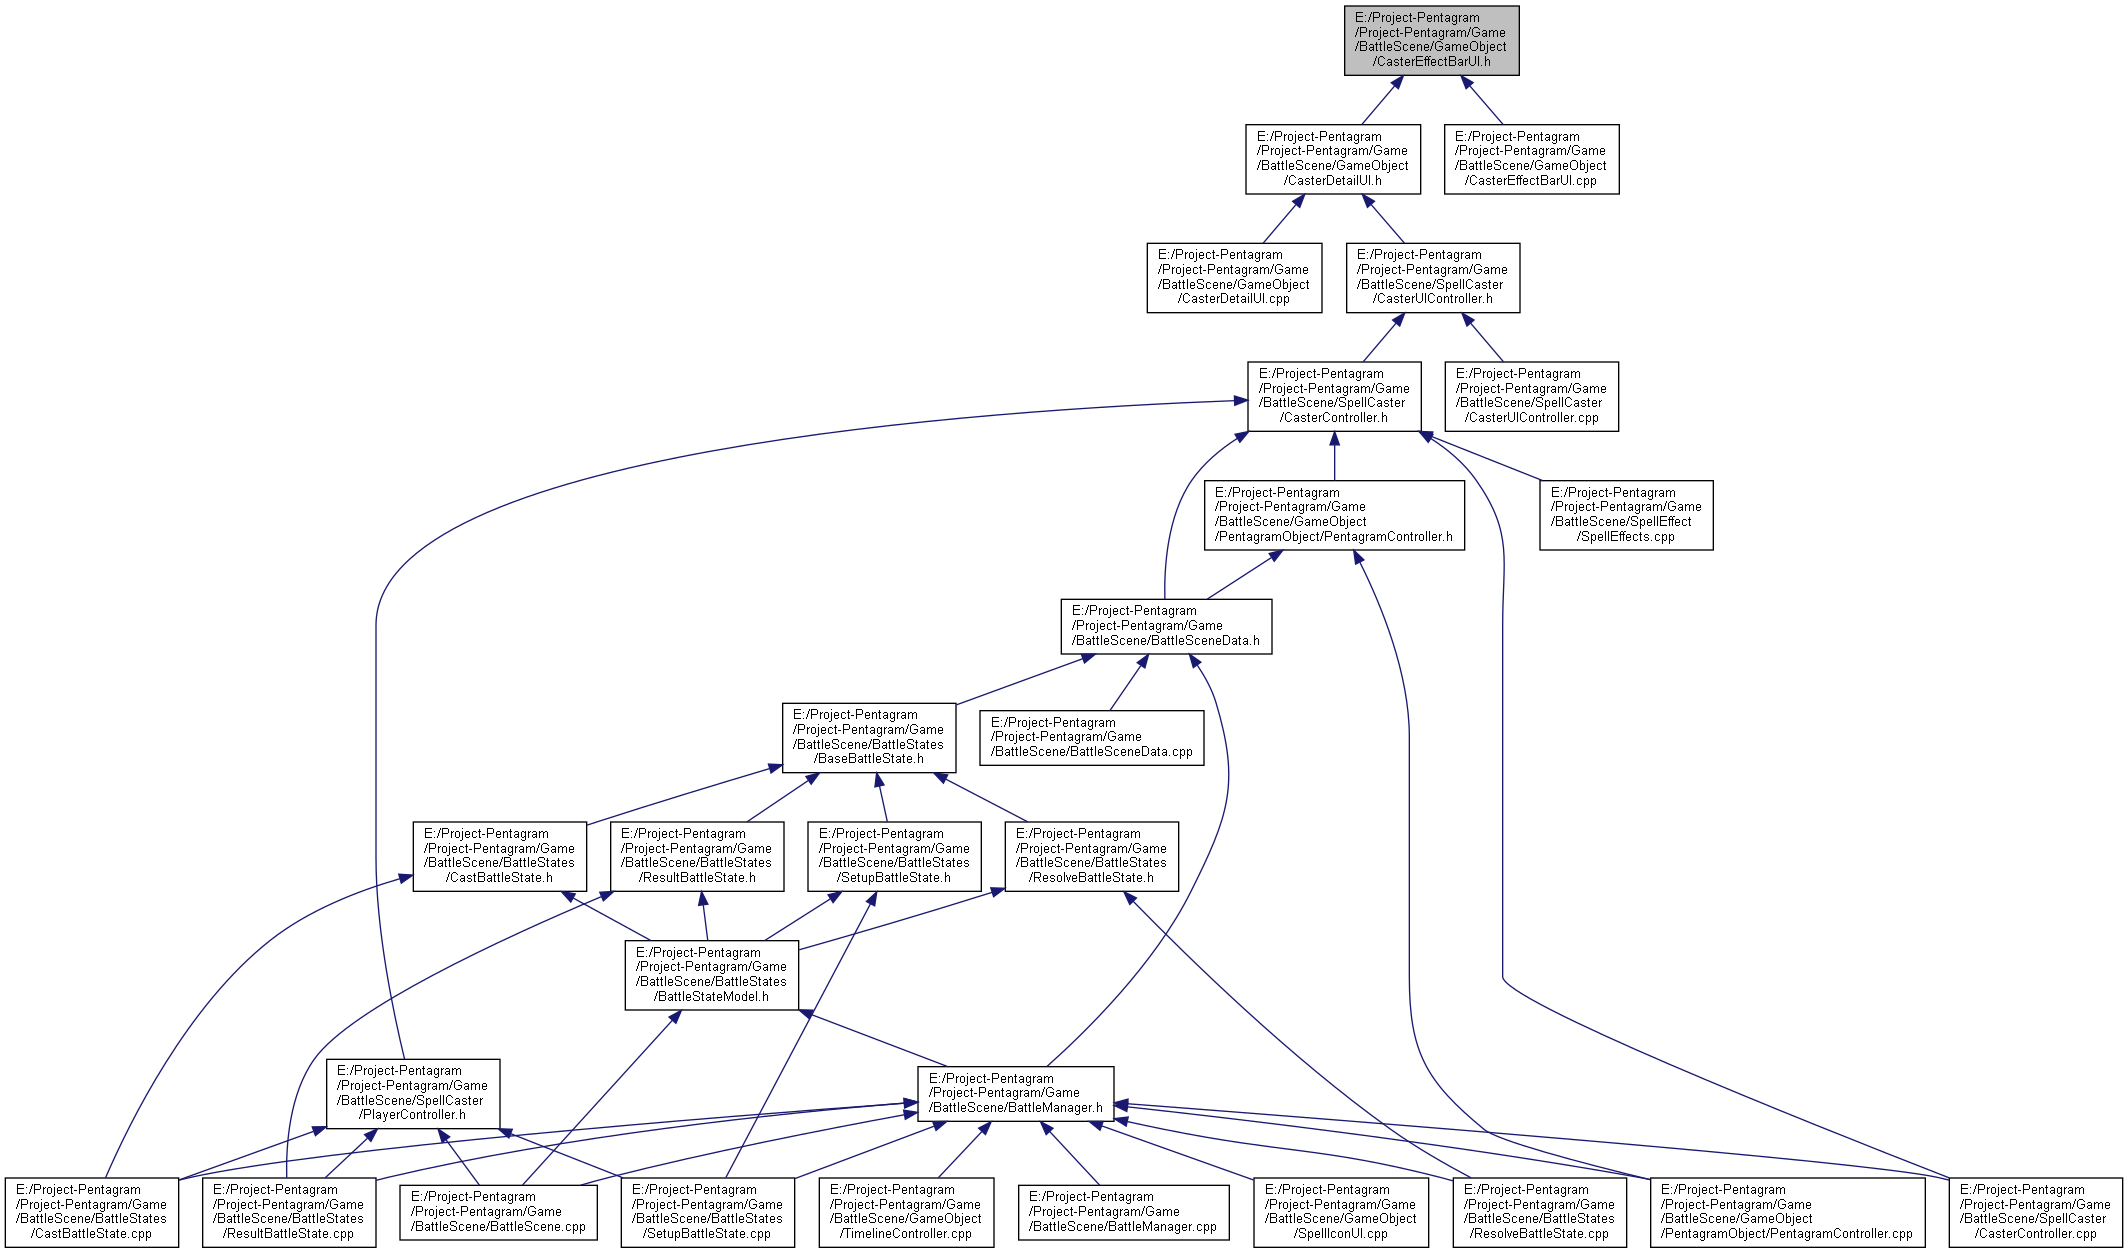 E:/Project-Pentagram
/Project-Pentagram/Game
/BattleScene/GameObject
/CasterEffectBarUI.h
E:/Project-Pentagram
/Project-Pentagram/Game
/BattleScene/GameObject
/CasterDetailUI.h
E:/Project-Pentagram
/Project-Pentagram/Game
/BattleScene/GameObject
/CasterEffectBarUI.cpp
E:/Project-Pentagram
/Project-Pentagram/Game
/BattleScene/GameObject
/CasterDetailUI.cpp
E:/Project-Pentagram
/Project-Pentagram/Game
/BattleScene/SpellCaster
/CasterUIController.h
E:/Project-Pentagram
/Project-Pentagram/Game
/BattleScene/SpellCaster
/CasterController.h
E:/Project-Pentagram
/Project-Pentagram/Game
/BattleScene/SpellCaster
/CasterUIController.cpp
E:/Project-Pentagram
/Project-Pentagram/Game
/BattleScene/GameObject
/PentagramObject/PentagramController.h
E:/Project-Pentagram
/Project-Pentagram/Game
/BattleScene/SpellEffect
/SpellEffects.cpp
E:/Project-Pentagram
/Project-Pentagram/Game
/BattleScene/BattleSceneData.h
E:/Project-Pentagram
/Project-Pentagram/Game
/BattleScene/BattleStates
/BaseBattleState.h
E:/Project-Pentagram
/Project-Pentagram/Game
/BattleScene/BattleSceneData.cpp
E:/Project-Pentagram
/Project-Pentagram/Game
/BattleScene/BattleStates
/CastBattleState.h
E:/Project-Pentagram
/Project-Pentagram/Game
/BattleScene/BattleStates
/ResultBattleState.h
E:/Project-Pentagram
/Project-Pentagram/Game
/BattleScene/BattleStates
/SetupBattleState.h
E:/Project-Pentagram
/Project-Pentagram/Game
/BattleScene/BattleStates
/ResolveBattleState.h
E:/Project-Pentagram
/Project-Pentagram/Game
/BattleScene/BattleStates
/BattleStateModel.h
E:/Project-Pentagram
/Project-Pentagram/Game
/BattleScene/SpellCaster
/PlayerController.h
E:/Project-Pentagram
/Project-Pentagram/Game
/BattleScene/BattleManager.h
E:/Project-Pentagram
/Project-Pentagram/Game
/BattleScene/BattleStates
/CastBattleState.cpp
E:/Project-Pentagram
/Project-Pentagram/Game
/BattleScene/BattleStates
/ResultBattleState.cpp
E:/Project-Pentagram
/Project-Pentagram/Game
/BattleScene/BattleScene.cpp
E:/Project-Pentagram
/Project-Pentagram/Game
/BattleScene/BattleStates
/SetupBattleState.cpp
E:/Project-Pentagram
/Project-Pentagram/Game
/BattleScene/GameObject
/TimelineController.cpp
E:/Project-Pentagram
/Project-Pentagram/Game
/BattleScene/BattleManager.cpp
E:/Project-Pentagram
/Project-Pentagram/Game
/BattleScene/GameObject
/SpellIconUI.cpp
E:/Project-Pentagram
/Project-Pentagram/Game
/BattleScene/BattleStates
/ResolveBattleState.cpp
E:/Project-Pentagram
/Project-Pentagram/Game
/BattleScene/GameObject
/PentagramObject/PentagramController.cpp
E:/Project-Pentagram
/Project-Pentagram/Game
/BattleScene/SpellCaster
/CasterController.cpp